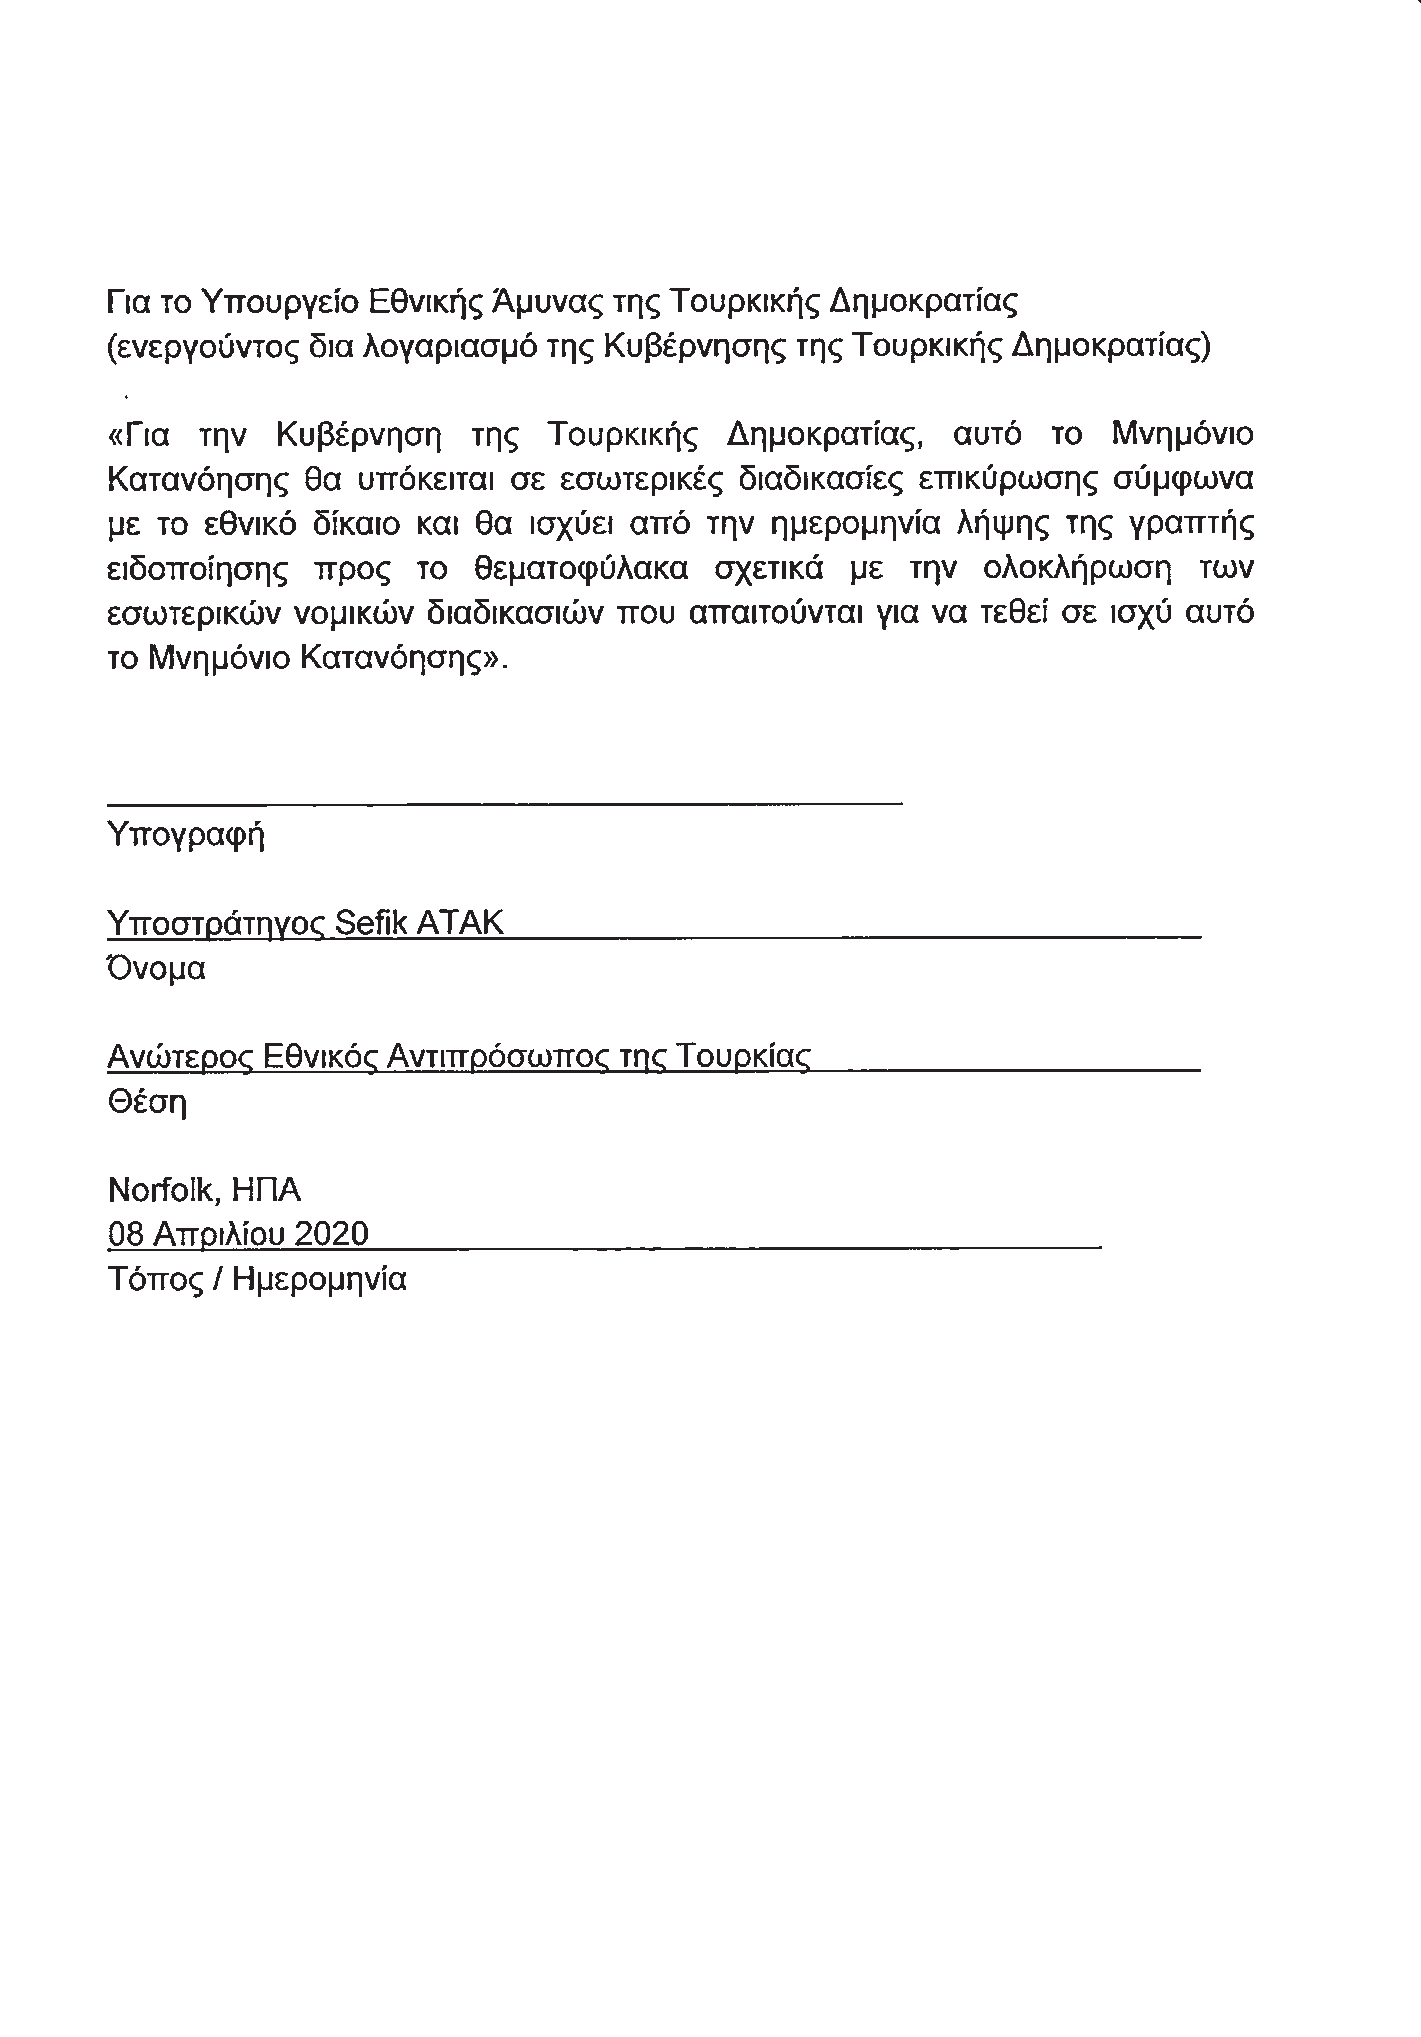 Για το Υπουργείο Εθνικής Άμυνας της Τουρκικής Δημοκρατίας
(ενεργούντος δια λογαριασμό της Κυβέρνησης της Τουρκικής Δημοκρατίας)
«Για την Κυβέρνηση της Τουρκικής Δημοκρατίας, αυτό το Μνημόνιο
Κατανόησης θα υπόκειται σε εσωτερικές διαδικασίες επικύρωσης σύμφωνα
με το εθνικό δίκαιο και θα ισχύει από την ημερομηνία λήψης της γραπτής
ειδοποίησης προς το θεματοφύλακα σχετικά με την ολοκλήρωση των
εσωτερικών νομικών διαδικασιών που απαιτούνται για να τεθεί σε ισχύ αυτό
το Μνημόνιο Κατανόησης».
Υπογραφή
Υποστράτηγος Sefik ATAK
Όνομα
Ανώτερος Εθνικός Αντιπρόσωπος της Τουρκίας
Θέση
Norfolk, ΗΠΑ
08 Απριλίου 2020
Τόπος / Ημερομηνία